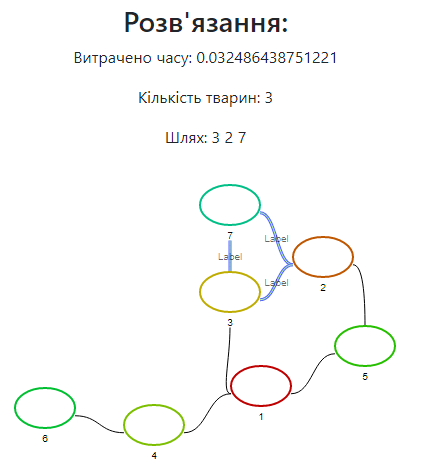 Розв'язання:
Витрачено часу: 0.032486438751221
Кількість тварин: 3
Шлях: 3 2 7
7
Label
Label
2
Label
3
5
1
6
4